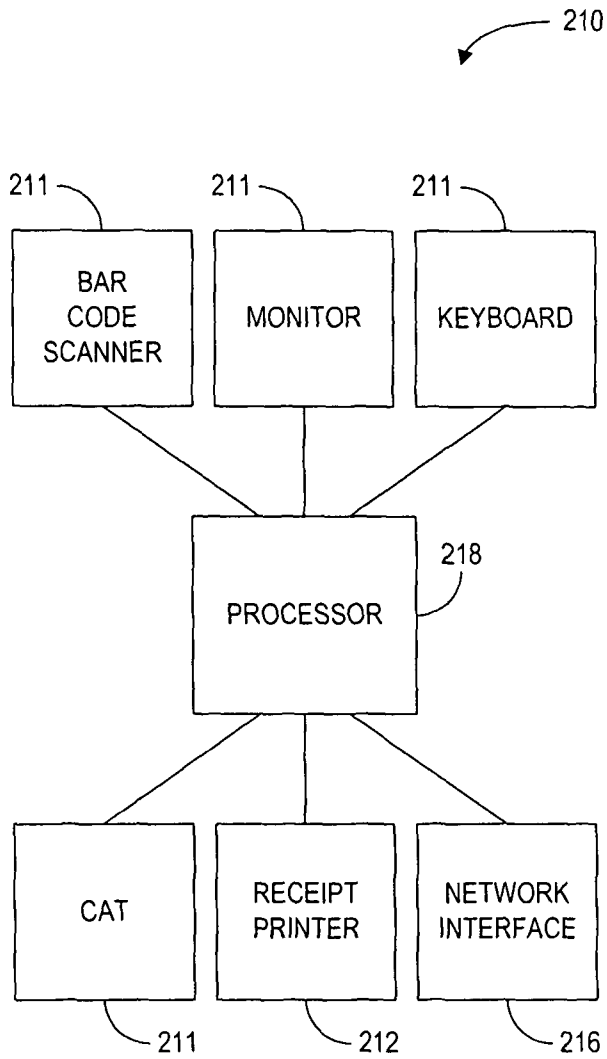 210
211
211
211
BAR
CODE
SCANNER
MONITOR
KEYBOARD
218
PROCESSOR
CAT
RECEIPT
PRINTER
NETWORK
INTERFACE
211
212
216